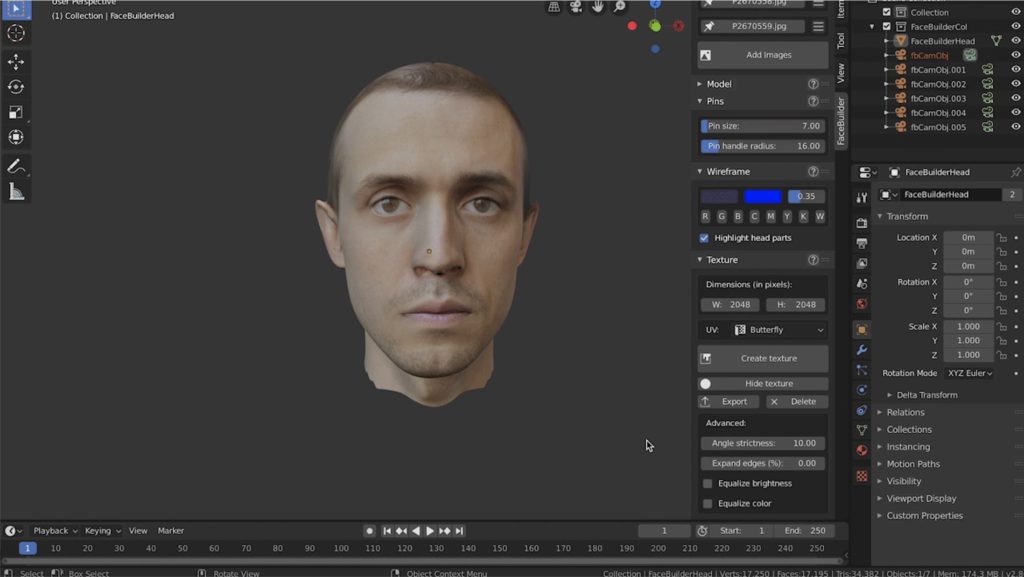 User Perspective
(1) Collection | FaceBuilderHead
P2670558.jpg
P2670559.jpg
Add Images
Model
Pins
Pin size: 7.00
Pin handle radius: 16.00
Wireframe
0.35
R G B C M Y K W
Highlight head parts
Texture
Dimensions (in pixels):
W: 2048 H: 2048
UV: Butterfly
Create texture
Hide texture
Export Delete
Advanced:
Angle strictness: 10.00
Expand edges (%): 0.00
Equalize brightness
Equalize color
Item
Tool
View
FaceBuilder
Collection
FaceBuilderCol
FaceBuilderHead
fbCamObj
fbCamObj.001
fbCamObj.002
fbCamObj.003
fbCamObj.004
fbCamObj.005
FaceBuilderHead
FaceBuilderHead 2
Transform
Location X 0m
Y 0m
Z 0m
Rotation X 0°
Y 0°
Z 0°
Scale X 1.000
Y 1.000
Z 1.000
Rotation Mode XYZ Euler
Delta Transform
Relations
Collections
Instancing
Motion Paths
Visibility
Viewport Display
Custom Properties
Playback Keying View Marker
1 Start: 1 End: 250
1 10 20 30 40 50 60 70 80 90 100 110 120 130 140 150 160 170 180 190 200 210 220 230 240 250
Select Box Select Rotate View Object Context Menu Collection | FaceBuilderHead | Verts:17,250 | Faces:17,195 | Tris:34,382 | Objects:1/7 | Mem: 174.3 MB | v2.8